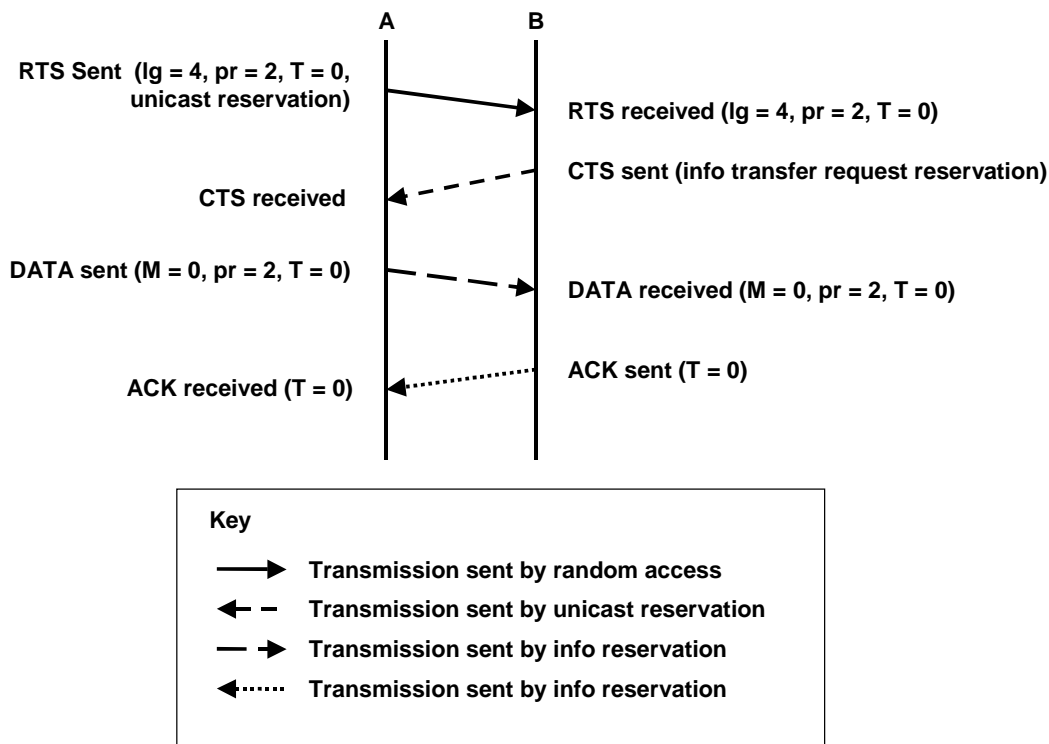 A
B
RTS Sent (lg = 4, pr = 2, T = 0,
unicast reservation)
RTS received (lg = 4, pr = 2, T = 0)
CTS sent (info transfer request reservation)
CTS received
DATA sent (M = 0, pr = 2, T = 0)
DATA received (M = 0, pr = 2, T = 0)
ACK sent (T = 0)
ACK received (T = 0)
Key
Transmission sent by random access
Transmission sent by unicast reservation
Transmission sent by info reservation
Transmission sent by info reservation